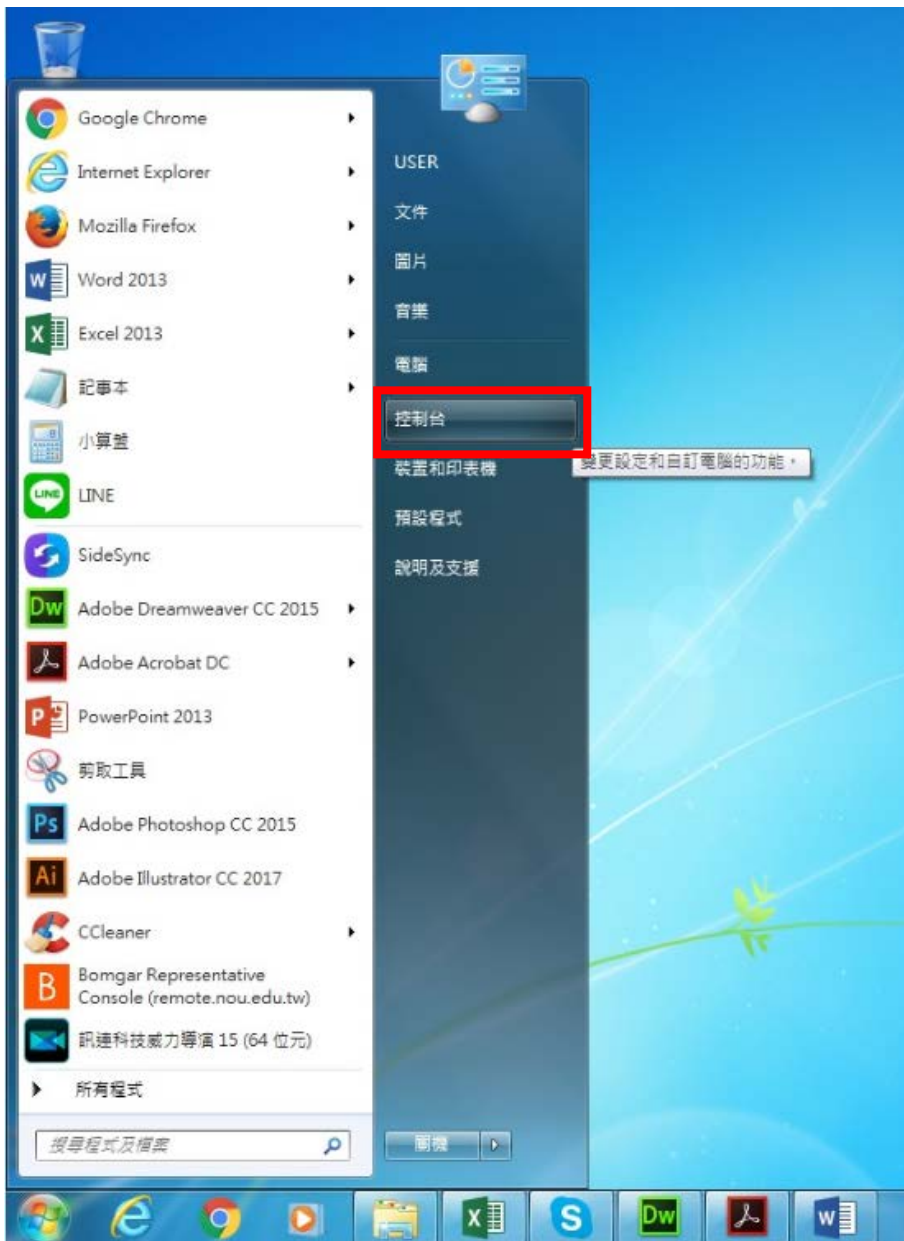 Google Chrome
Internet Explorer
Mozilla Firefox
Word 2013
Excel 2013
記事本
小算盤
LINE
SideSync
Adobe Dreamweaver CC 2015
Adobe Acrobat DC
PowerPoint 2013
剪取工具
Adobe Photoshop CC 2015
Adobe Illustrator CC 2017
CCleaner
Bomgar Representative
Console (remote.nou.edu.tw)
訊連科技威力導演 15 (64 位元)
所有程式
搜尋程式及檔案
USER
文件
圖片
音樂
電腦
控制台
變更設定和自訂電腦的功能。
裝置和印表機
預設程式
說明及支援
關機